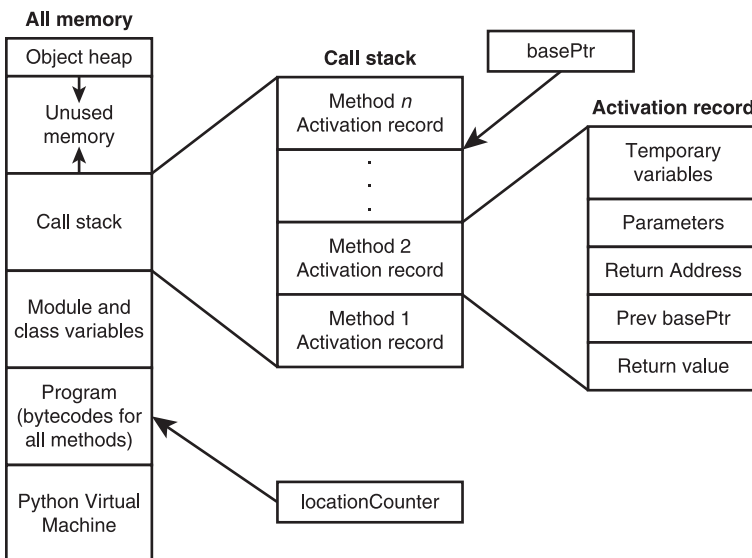 All memory
Object heap
Unused
memory
Call stack
Module and
class variables
Program
(bytecodes for
all methods)
Python Virtual
Machine
Call stack
Method n
Activation record
.
.
.
Method 2
Activation record
Method 1
Activation record
basePtr
locationCounter
Activation record
Temporary
variables
Parameters
Return Address
Prev basePtr
Return value